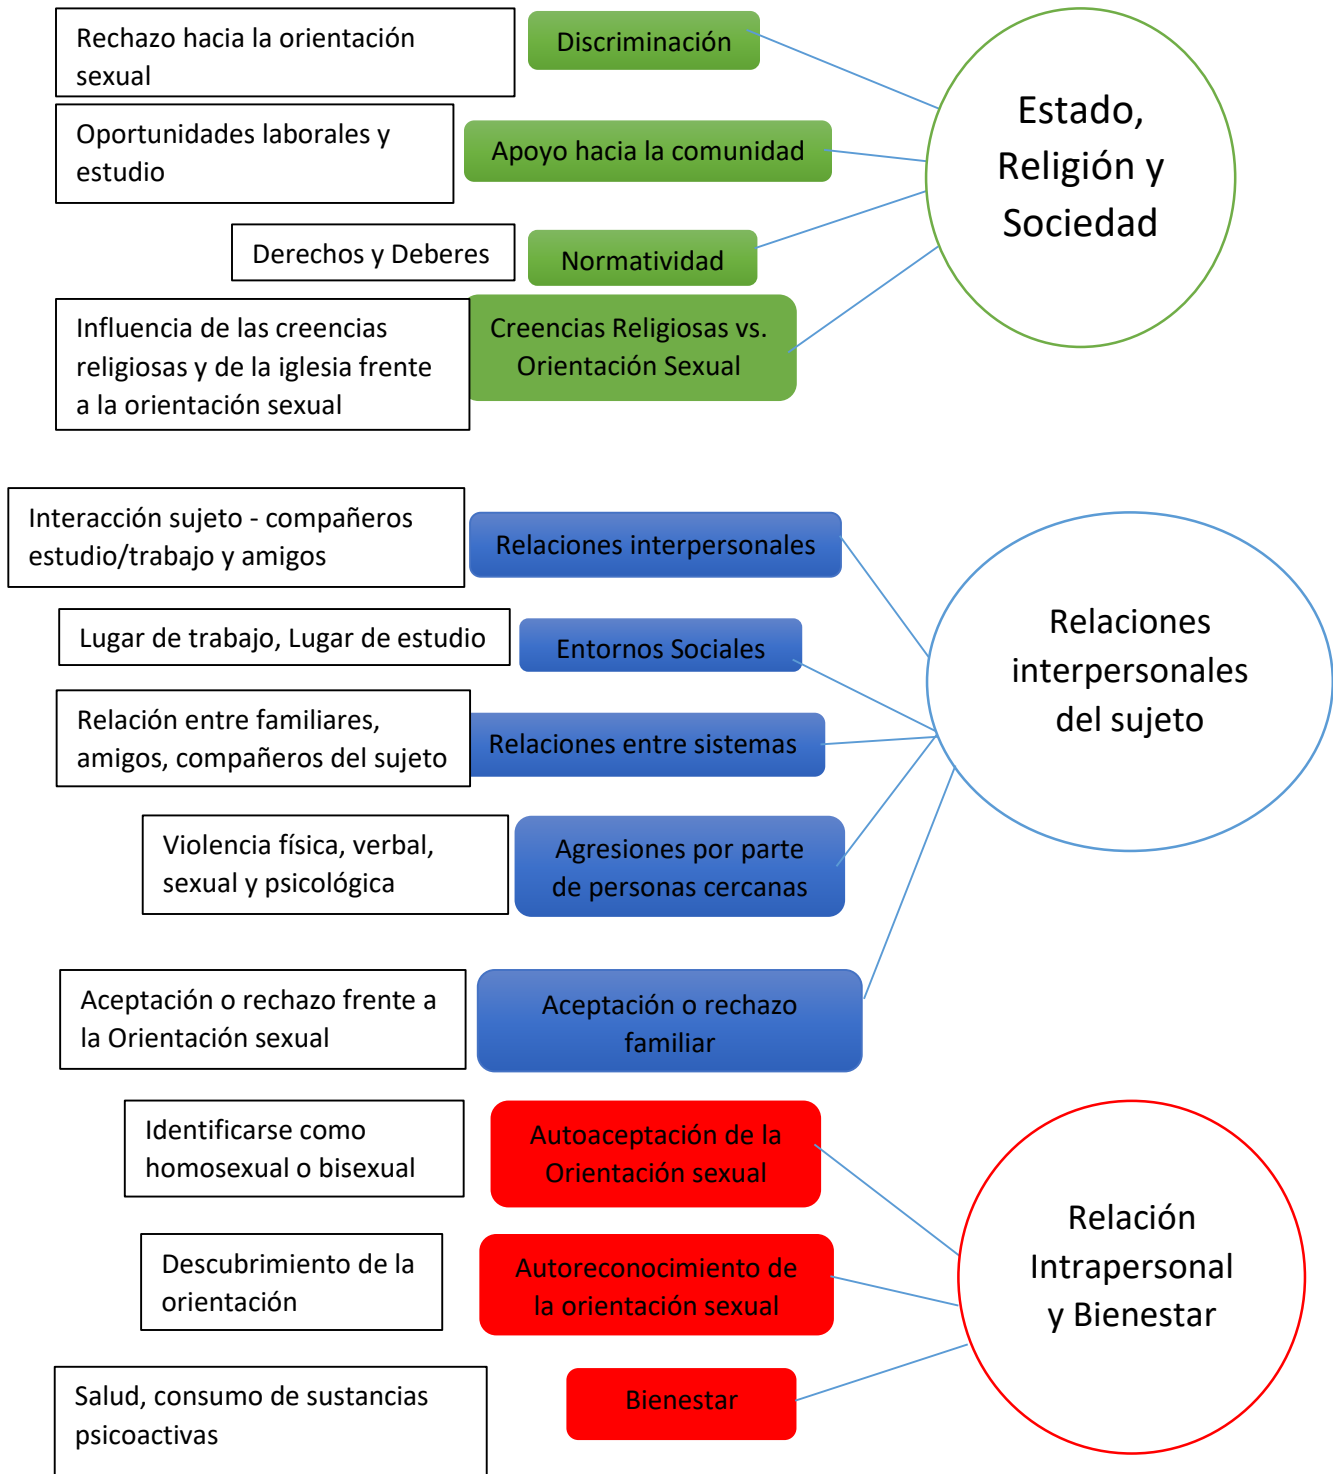 Rechazo hacia la orientación
sexual
Discriminación
Oportunidades laborales y
estudio
Apoyo hacia la comunidad
Derechos y Deberes
Normatividad
Influencia de las creencias
religiosas y de la iglesia frente
a la orientación sexual
Creencias Religiosas vs.
Orientación Sexual
Estado,
Religión y
Sociedad
Interacción sujeto - compañeros
estudio/trabajo y amigos
Relaciones interpersonales
Lugar de trabajo, Lugar de estudio
Entornos Sociales
Relación entre familiares,
amigos, compañeros del sujeto
Relaciones entre sistemas
Violencia física, verbal,
sexual y psicológica
Agresiones por parte
de personas cercanas
Aceptación o rechazo frente a
la Orientación sexual
Aceptación o rechazo
familiar
Relaciones
interpersonales
del sujeto
Identificarse como
homosexual o bisexual
Autoaceptación de la
Orientación sexual
Descubrimiento de la
orientación
Autoreconocimiento de
la orientación sexual
Salud, consumo de sustancias
psicoactivas
Bienestar
Relación
Intrapersonal
y Bienestar